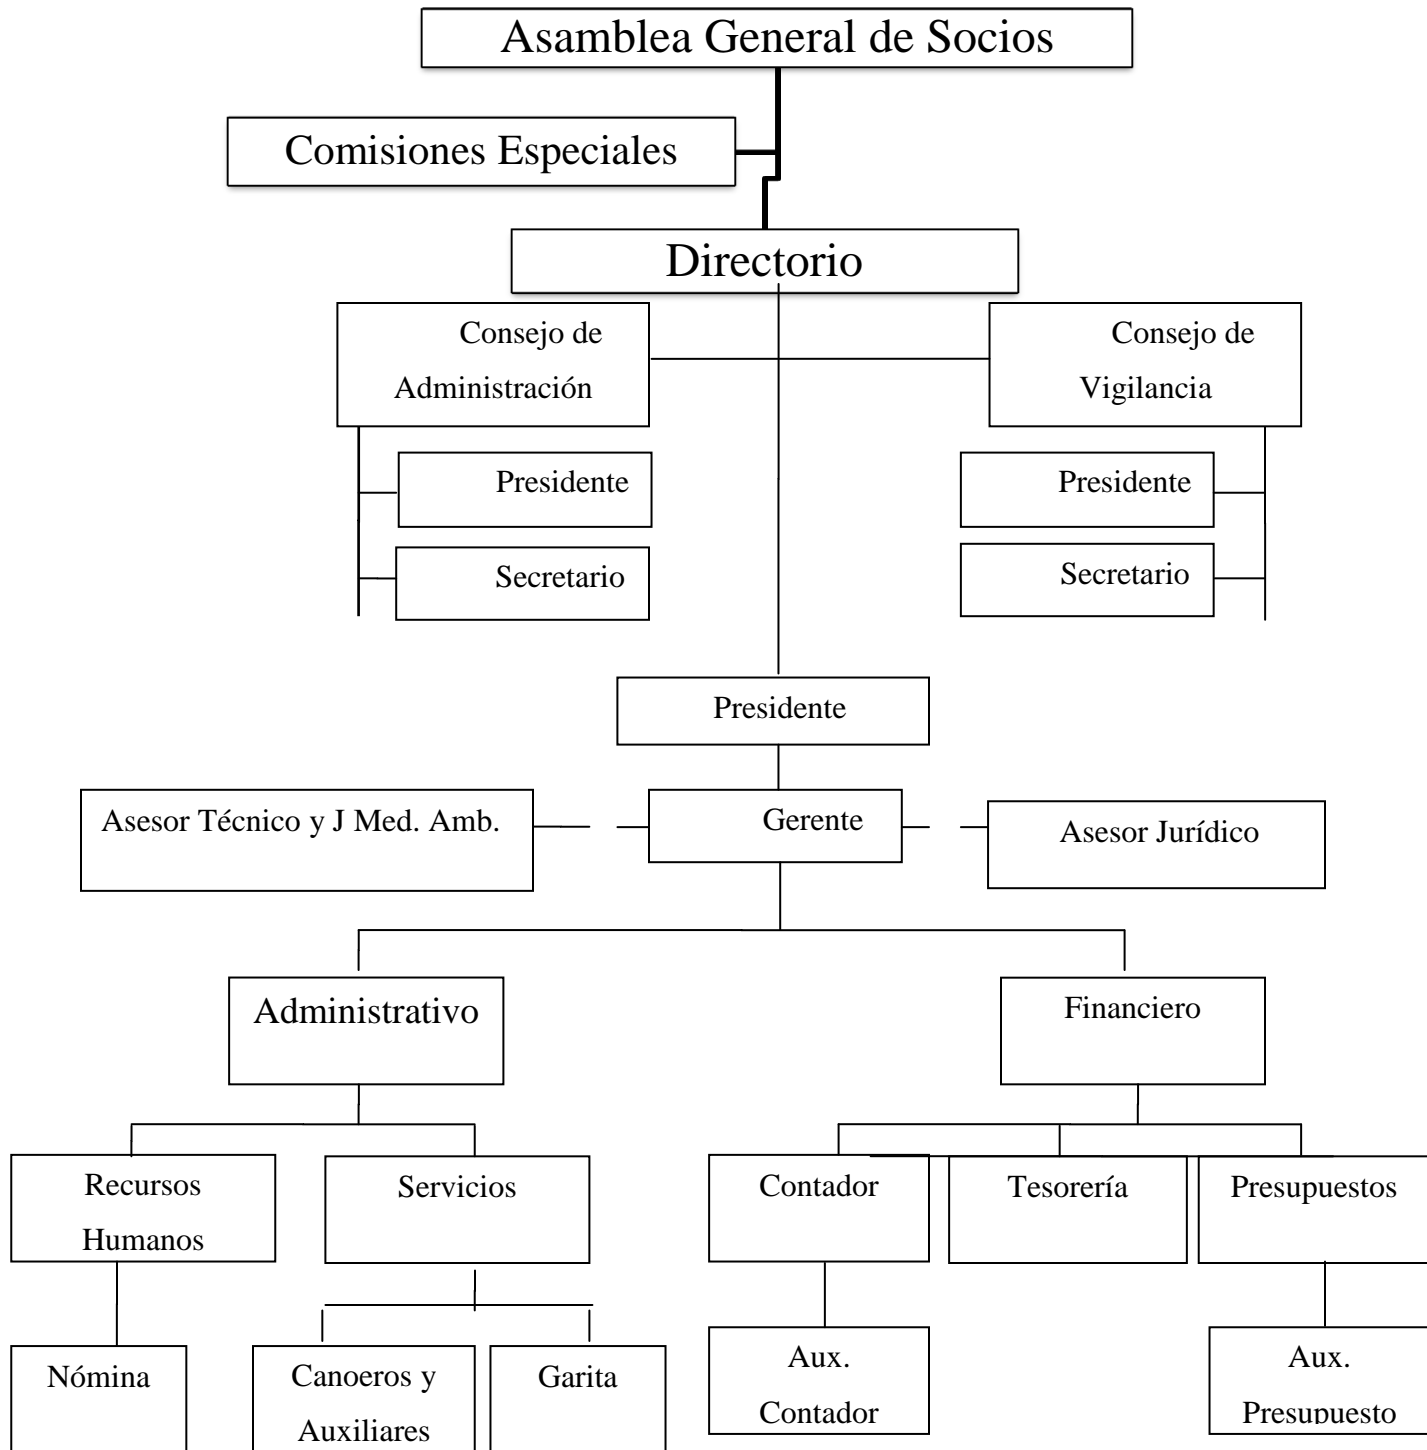 Asamblea General de Socios
Comisiones Especiales
Directorio
Consejo de
Administración
Consejo de
Vigilancia
Presidente
Secretario
Presidente
Secretario
Presidente
Asesor Técnico y J Med. Amb.
Gerente
Asesor Jurídico
Administrativo
Financiero
Recursos
Humanos
Servicios
Contador
Tesorería
Presupuestos
Nómina
Canoeros y
Auxiliares
Garita
Aux.
Contador
Aux.
Presupuesto